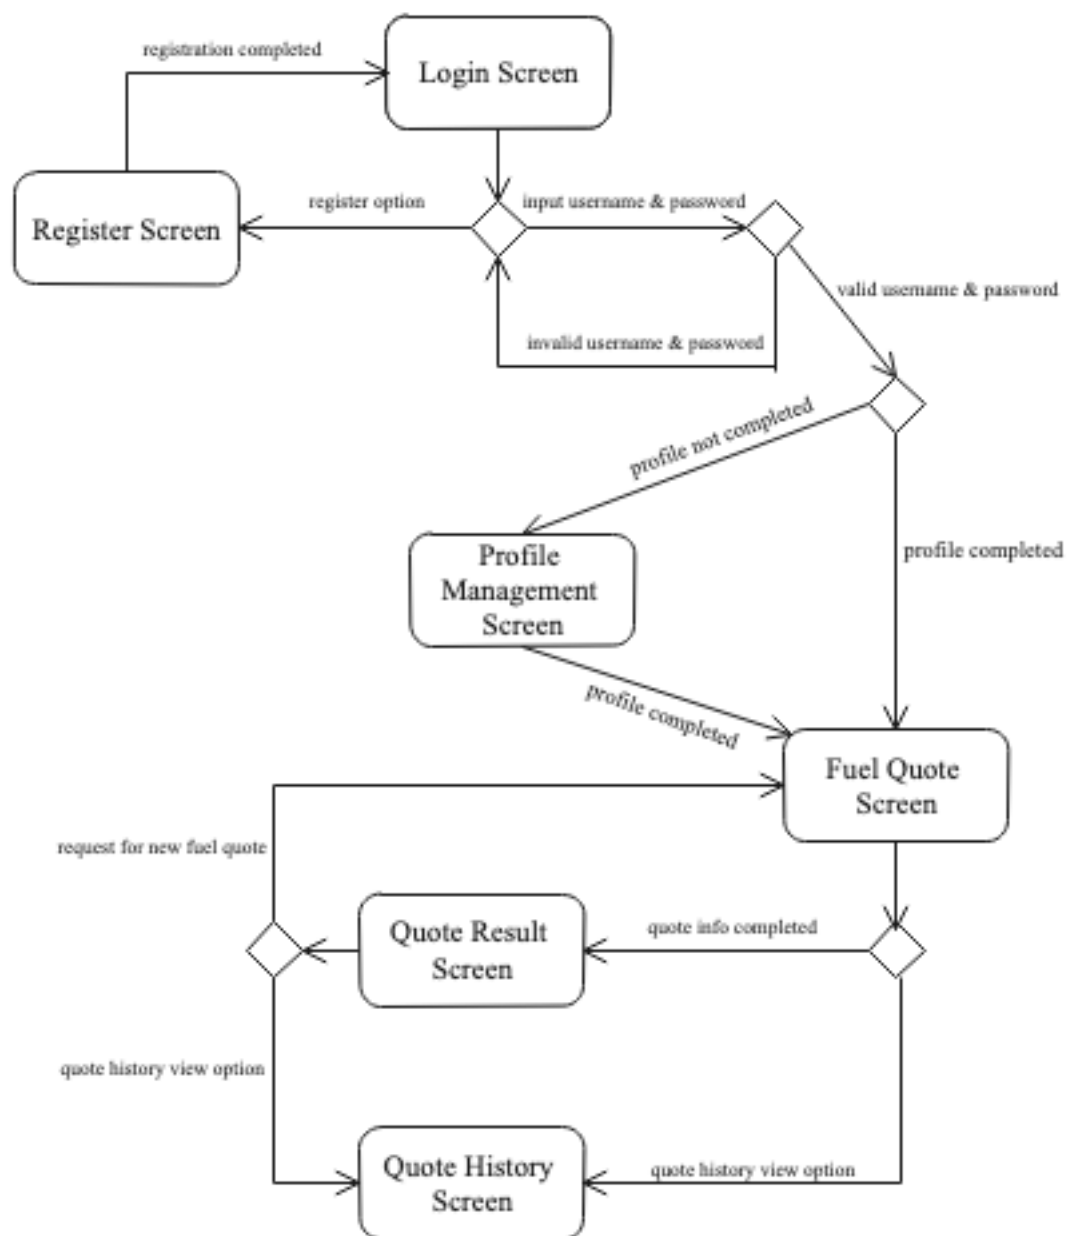 registration completed
Login Screen
register option
input username & password
Register Screen
valid username & password
invalid username & password
profile not completed
Profile
Management
Screen
profile completed
profile completed
Fuel Quote
Screen
request for new fuel quote
Quote Result
Screen
quote info completed
quote history view option
Quote History
Screen
quote history view option